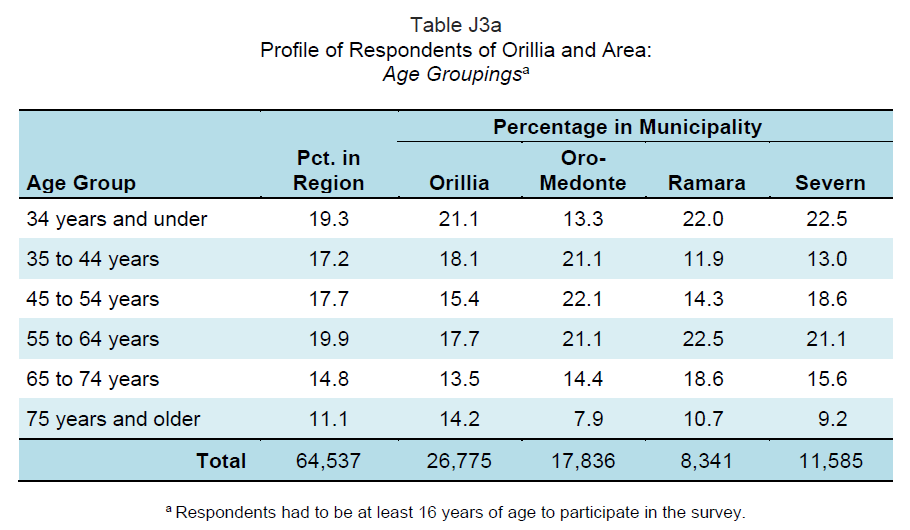 Table J3a
Profile of Respondents of Orillia and Area:
Age Groupingsa
Percentage in Municipality
Pct. in Oro-
Age Group Region Orillia Medonte Ramara Severn
34 years and under 19.3 21.1 13.3 22.0 22.5
35 to 44 years 17.2 18.1 21.1 11.9 13.0
45 to 54 years 17.7 15.4 22.1 14.3 18.6
55 to 64 years 19.9 17.7 21.1 22.5 21.1
65 to 74 years 14.8 13.5 14.4 18.6 15.6
75 years and older 11.1 14.2 7.9 10.7 9.2
Total 64,537 26,775 17,836 8,341 11,585
a Respondents had to be at least 16 years of age to participate in the survey.